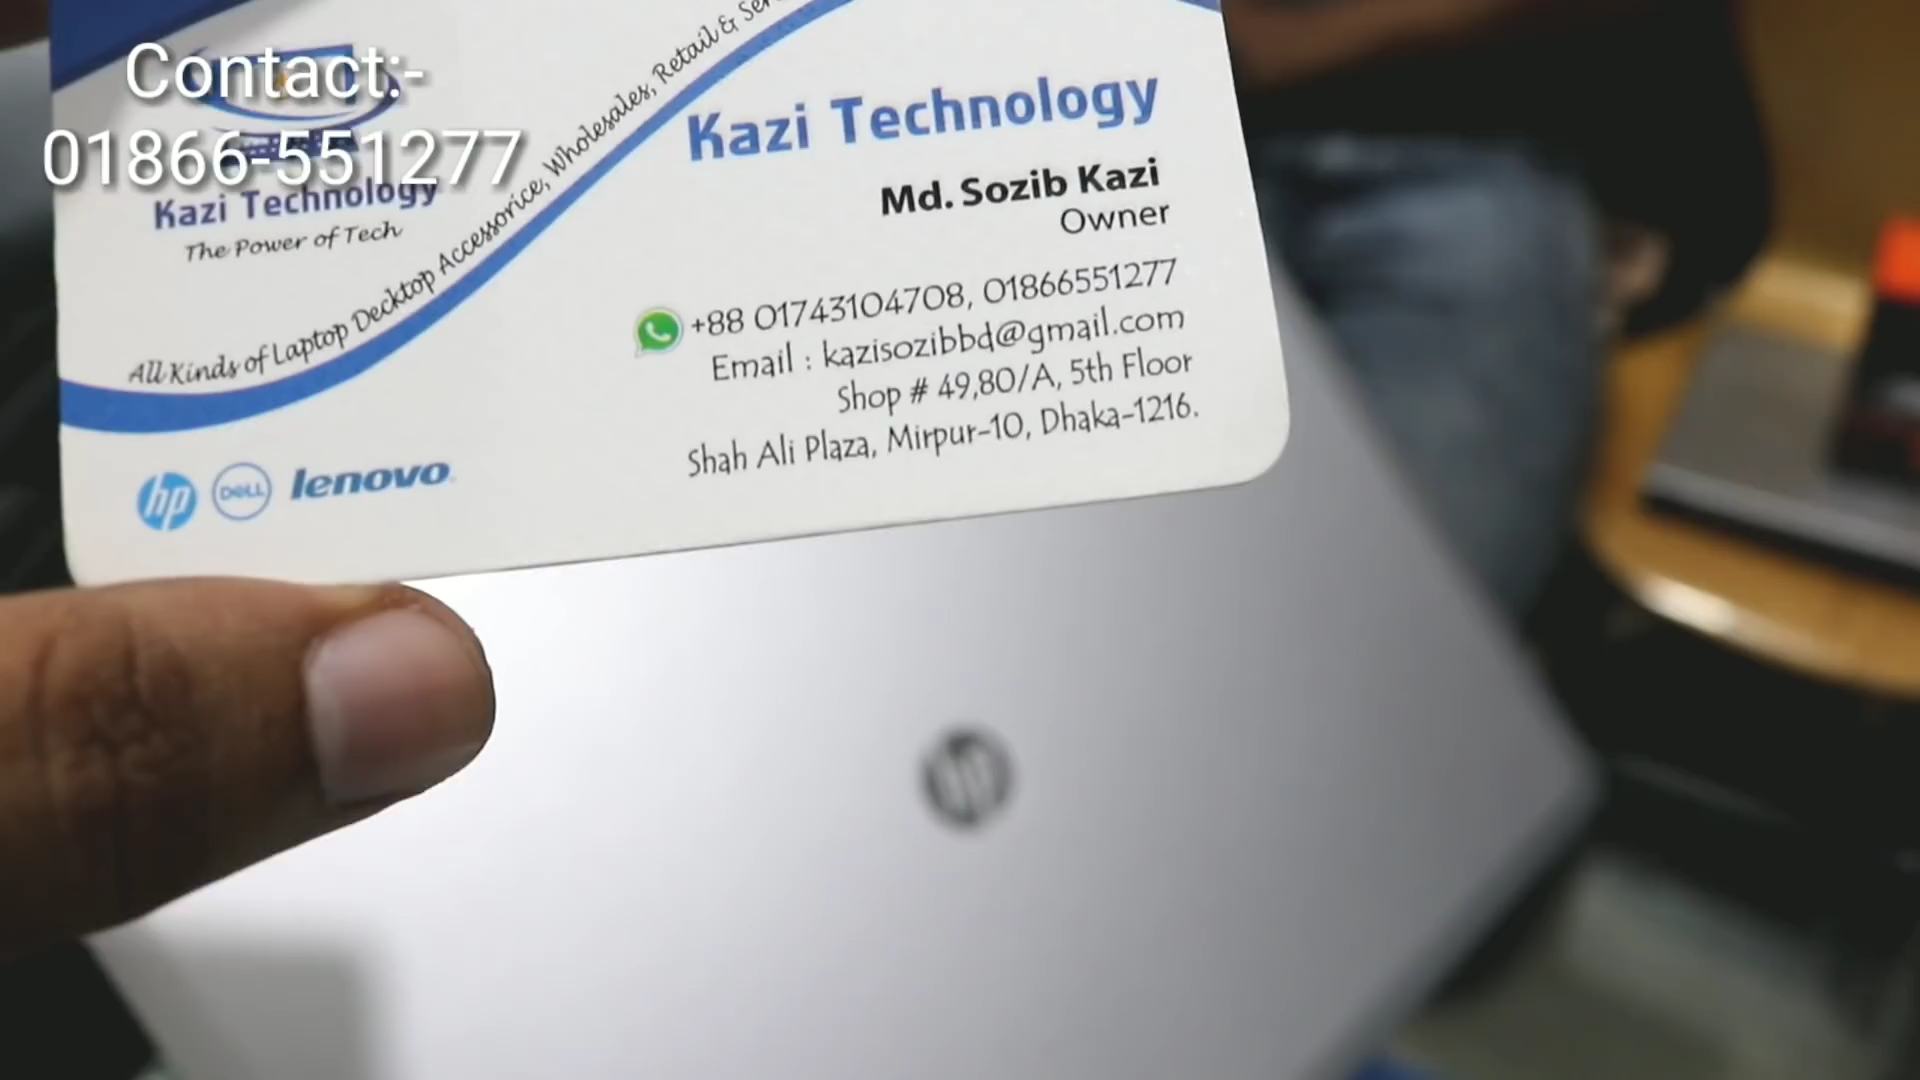 Contact:-
01866-551277
Kazi Technology
The Power of Tech
All Kinds of Laptop Decktop Accessorice, Wholesales, Retail &
Kazi Technology
Md. Sozib Kazi
Owner
+88 01743104708, 01866551277
Email : kazisozibbd@gmail.com
Shop # 49,80/A, 5th Floor
Shah Ali Plaza, Mirpur-10, Dhaka-1216.
hp DELL lenovo
hp